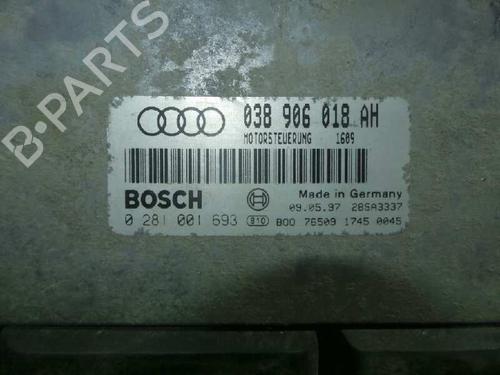 B-PARTS
038 906 018 AH
MOTORSTEUERUNG 1609
BOSCH
Made in Germany
09.05.97 28SA3337
0 281 001 693 B10 B00 76509 1745 0045